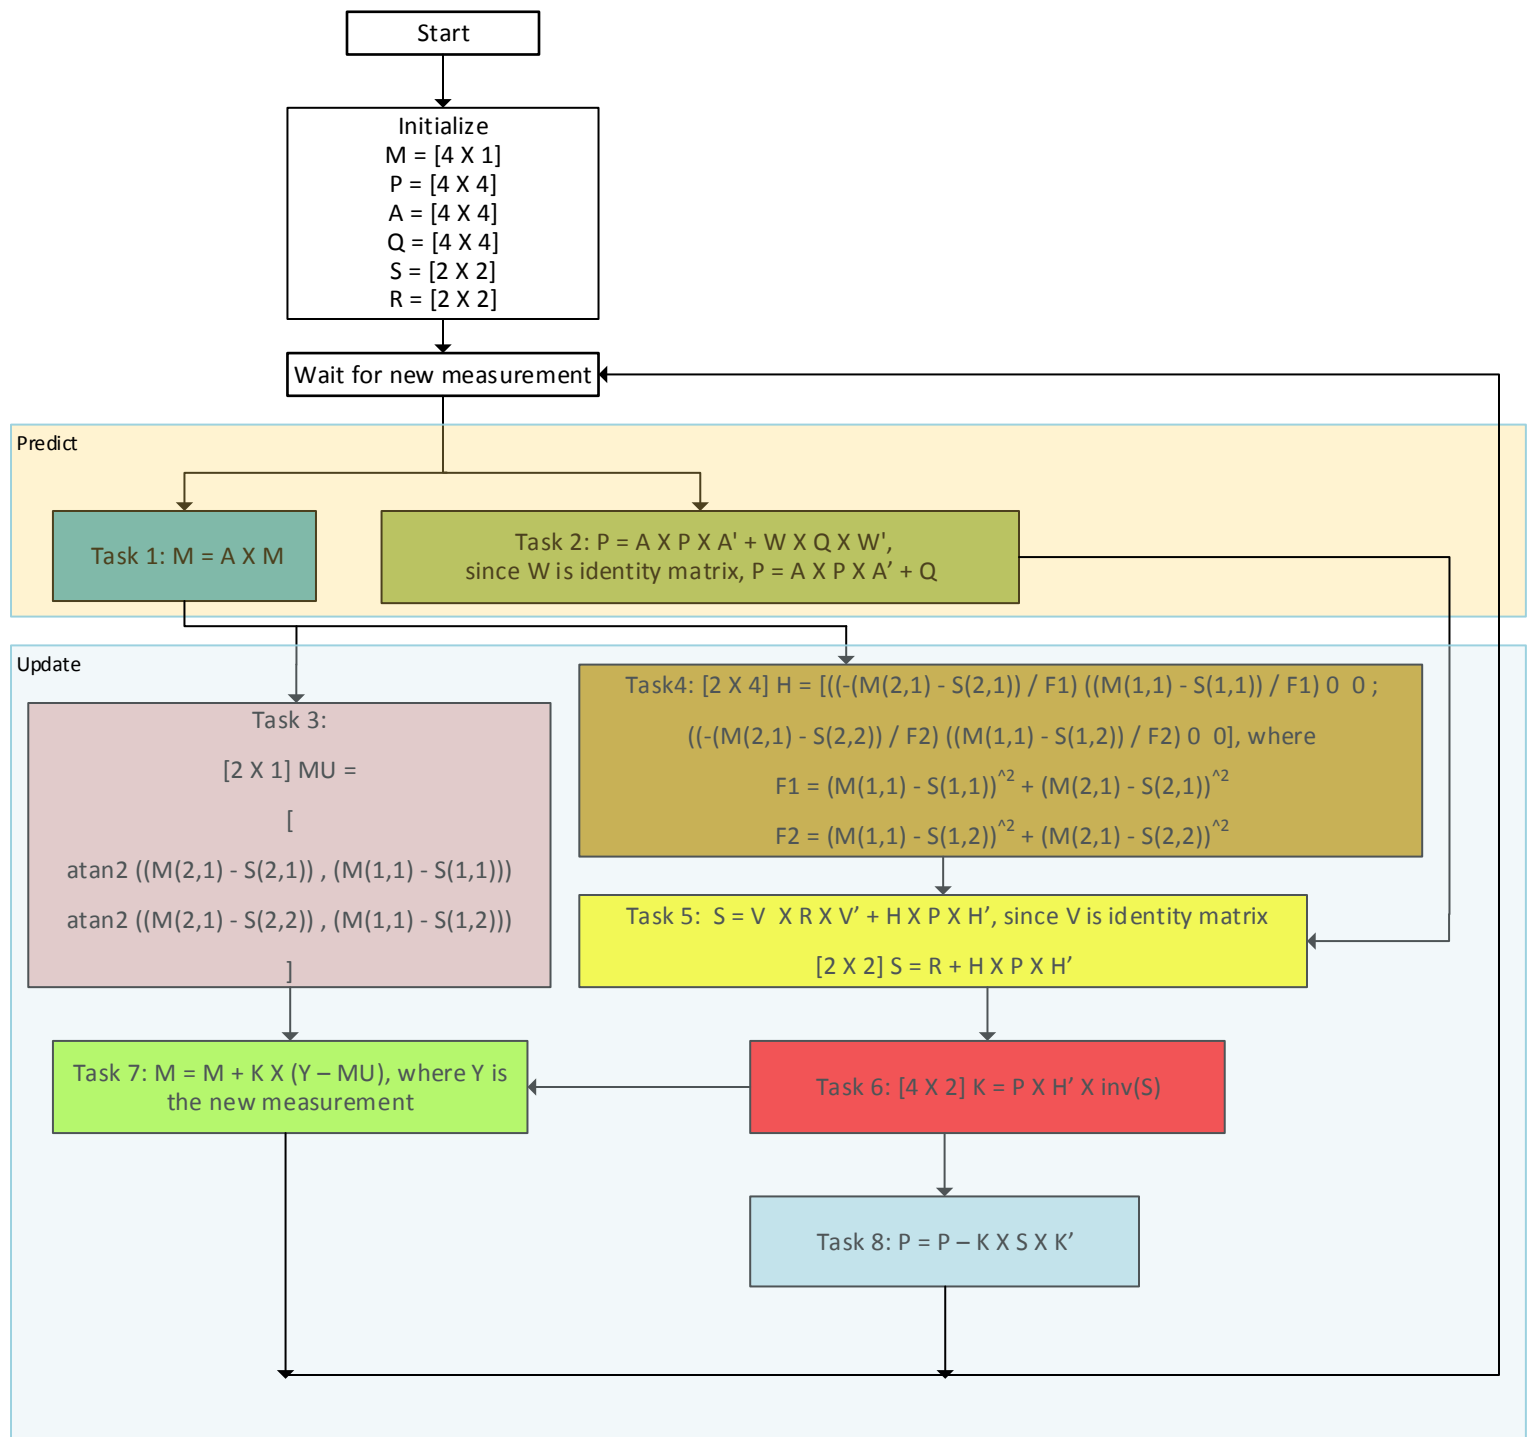 Start
Initialize
M = [4 X 1]
P = [4 X 4]
A = [4 X 4]
Q = [4 X 4]
S = [2 X 2]
R = [2 X 2]
Wait for new measurement
Predict
Task 1: M = A X M
Task 2: P = A X P X A' + W X Q X W',
since W is identity matrix, P = A X P X A’ + Q
Update
Task 3:
[2 X 1] MU =
[
atan2 ((M(2,1) - S(2,1)) , (M(1,1) - S(1,1)))
atan2 ((M(2,1) - S(2,2)) , (M(1,1) - S(1,2)))
]
Task4: [2 X 4] H = [((-(M(2,1) - S(2,1)) / F1) ((M(1,1) - S(1,1)) / F1) 0  0 ;
((-(M(2,1) - S(2,2)) / F2) ((M(1,1) - S(1,2)) / F2) 0  0], where
F1 = (M(1,1) - S(1,1))^2 + (M(2,1) - S(2,1))^2
F2 = (M(1,1) - S(1,2))^2 + (M(2,1) - S(2,2))^2
Task 5:  S = V  X R X V’ + H X P X H’, since V is identity matrix
[2 X 2] S = R + H X P X H’
Task 7: M = M + K X (Y – MU), where Y is
the new measurement
Task 6: [4 X 2] K = P X H’ X inv(S)
Task 8: P = P – K X S X K’